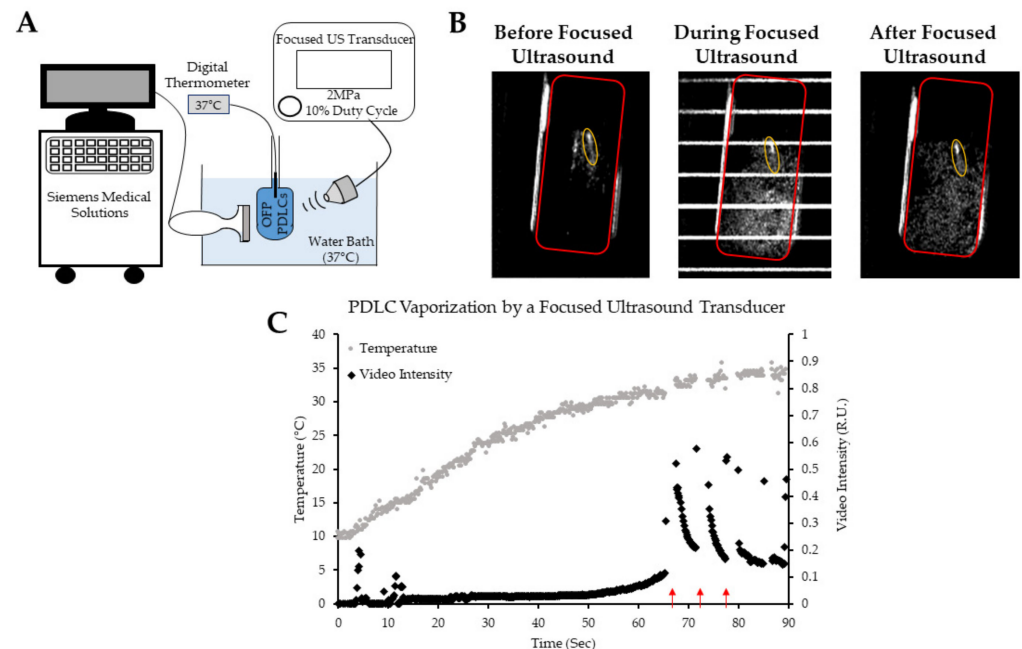 A
Focused US Transducer
2MPa
10% Duty Cycle
Digital
Thermometer
37°C
Siemens Medical
Solutions
OFP
PDLCs
Water Bath
(37°C)
B
Before Focused
Ultrasound
During Focused
Ultrasound
After Focused
Ultrasound
C
PDLC Vaporization by a Focused Ultrasound Transducer
Temperature
Video Intensity
Temperature (°C)
40
35
30
25
20
15
10
5
0
Video Intensity (R.U.)
1
0.9
0.8
0.7
0.6
0.5
0.4
0.3
0.2
0.1
0
0 10 20 30 40 50 60 70 80 90
Time (Sec)